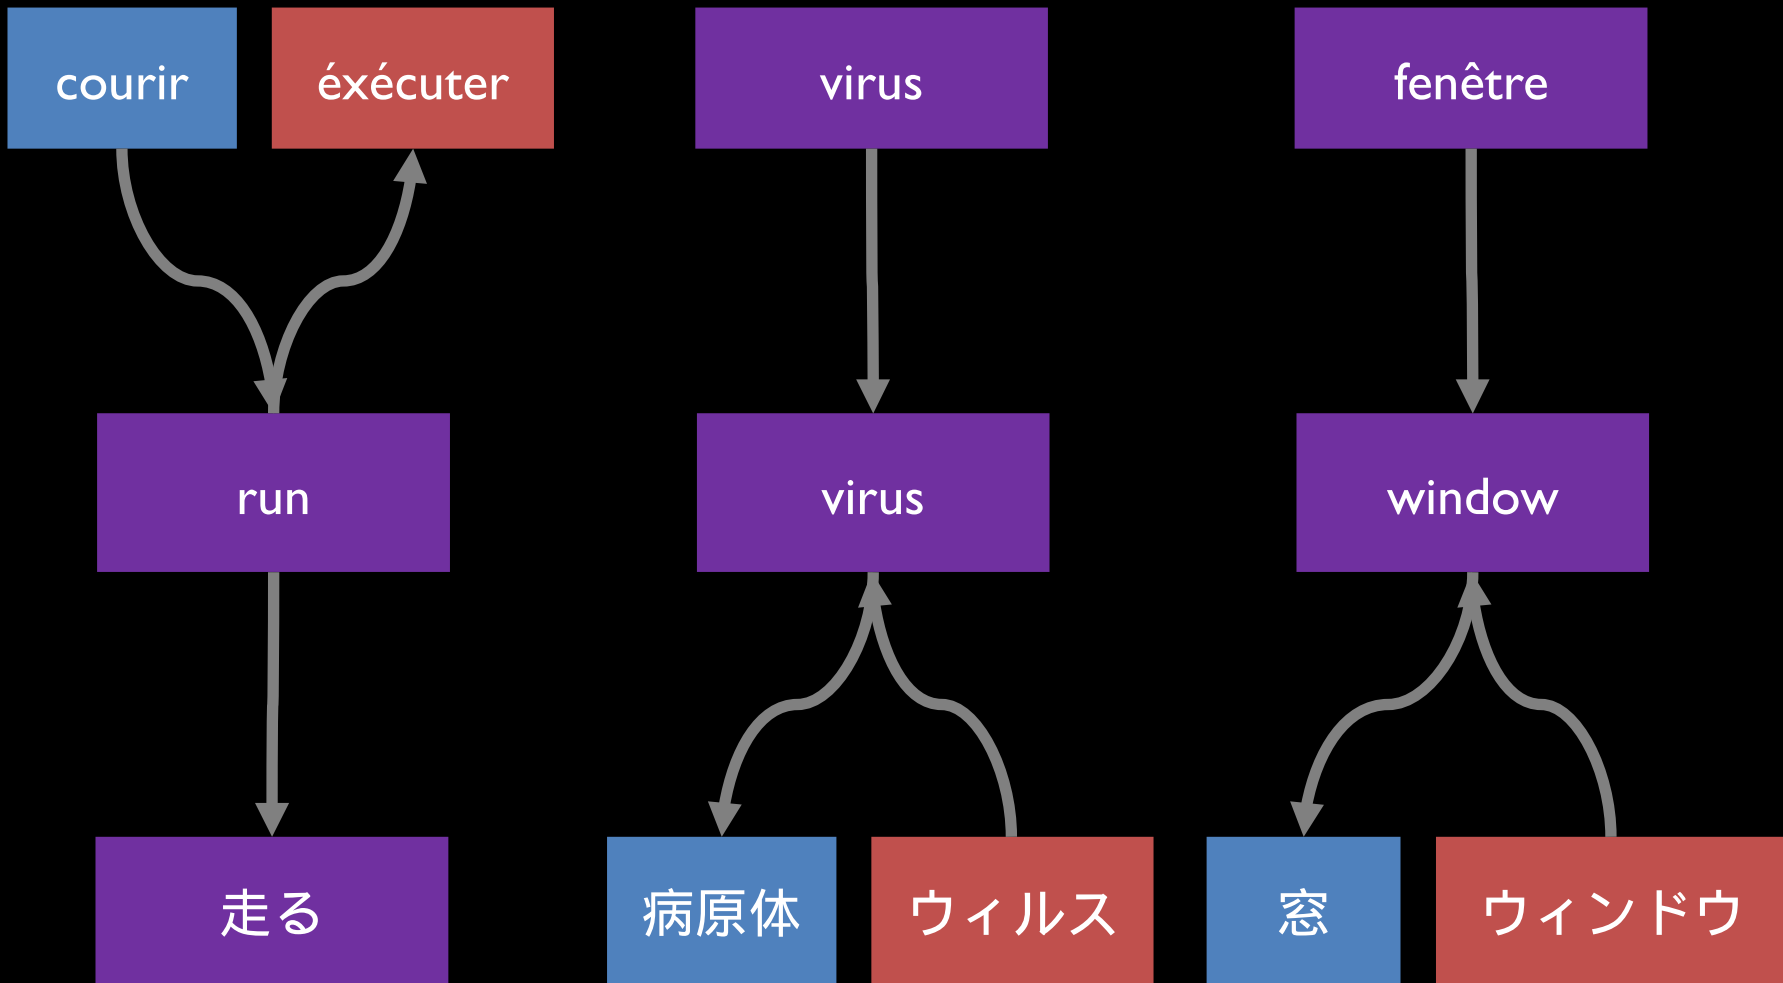 courir
éxécuter
virus
fenêtre
run
virus
window
走る
病原体
ウィルス
窓
ウィンドウ